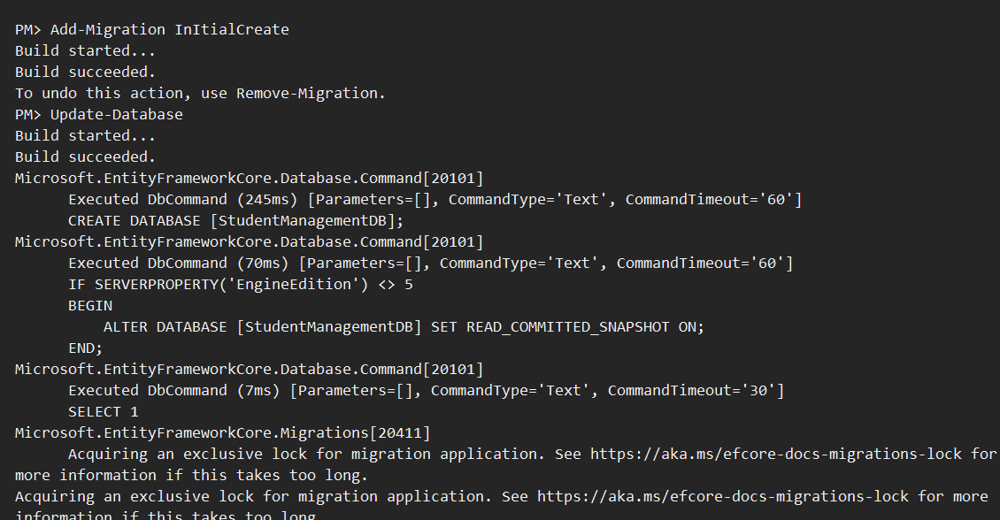 PM> Add-Migration InItialCreate
Build started...
Build succeeded.
To undo this action, use Remove-Migration.
PM> Update-Database
Build started...
Build succeeded.
Microsoft.EntityFrameworkCore.Database.Command[20101]
      Executed DbCommand (245ms) [Parameters=[], CommandType='Text', CommandTimeout='60']
      CREATE DATABASE [StudentManagementDB];
Microsoft.EntityFrameworkCore.Database.Command[20101]
      Executed DbCommand (70ms) [Parameters=[], CommandType='Text', CommandTimeout='60']
      IF SERVERPROPERTY('EngineEdition') <> 5
      BEGIN
          ALTER DATABASE [StudentManagementDB] SET READ_COMMITTED_SNAPSHOT ON;
      END;
Microsoft.EntityFrameworkCore.Database.Command[20101]
      Executed DbCommand (7ms) [Parameters=[], CommandType='Text', CommandTimeout='30']
      SELECT 1
Microsoft.EntityFrameworkCore.Migrations[20411]
      Acquiring an exclusive lock for migration application. See https://aka.ms/efcore-docs-migrations-lock for
more information if this takes too long.
Acquiring an exclusive lock for migration application. See https://aka.ms/efcore-docs-migrations-lock for more
information if this takes too long.